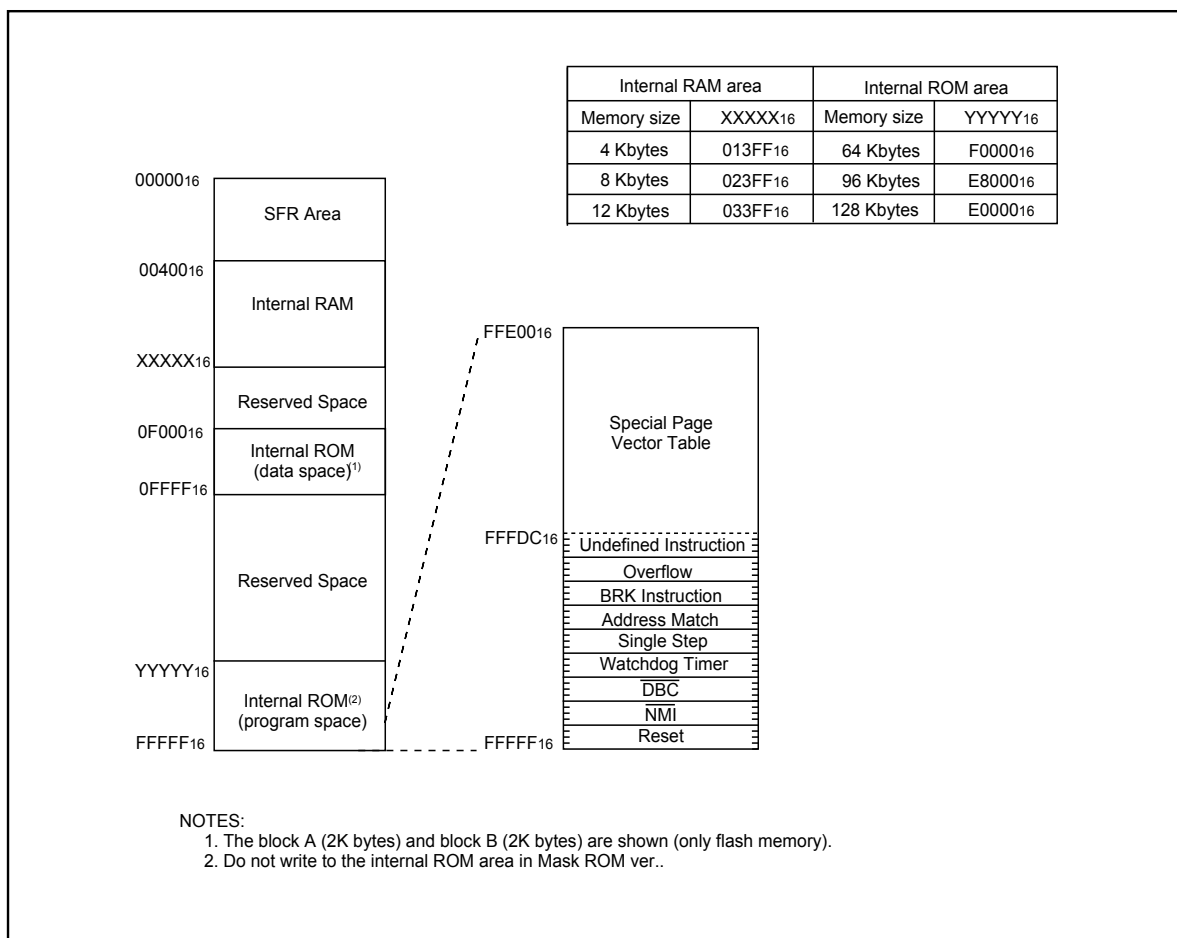 Internal RAM area Internal ROM area
Memory size XXXXX16 Memory size YYYYY16
4 Kbytes 013FF16 64 Kbytes F000016
8 Kbytes 023FF16 96 Kbytes E800016
12 Kbytes 033FF16 128 Kbytes E000016
0000016
SFR Area
0040016
Internal RAM
XXXXX16
Reserved Space
0F00016
Internal ROM
(data space)(1)
0FFFF16
Reserved Space
YYYYY16
Internal ROM(2)
(program space)
FFFFF16
FFE0016
Special Page
Vector Table
FFFDC16
Undefined Instruction
Overflow
BRK Instruction
Address Match
Single Step
Watchdog Timer
DBC
NMI
Reset
FFFFF16
NOTES:
1. The block A (2K bytes) and block B (2K bytes) are shown (only flash memory).
2. Do not write to the internal ROM area in Mask ROM ver..